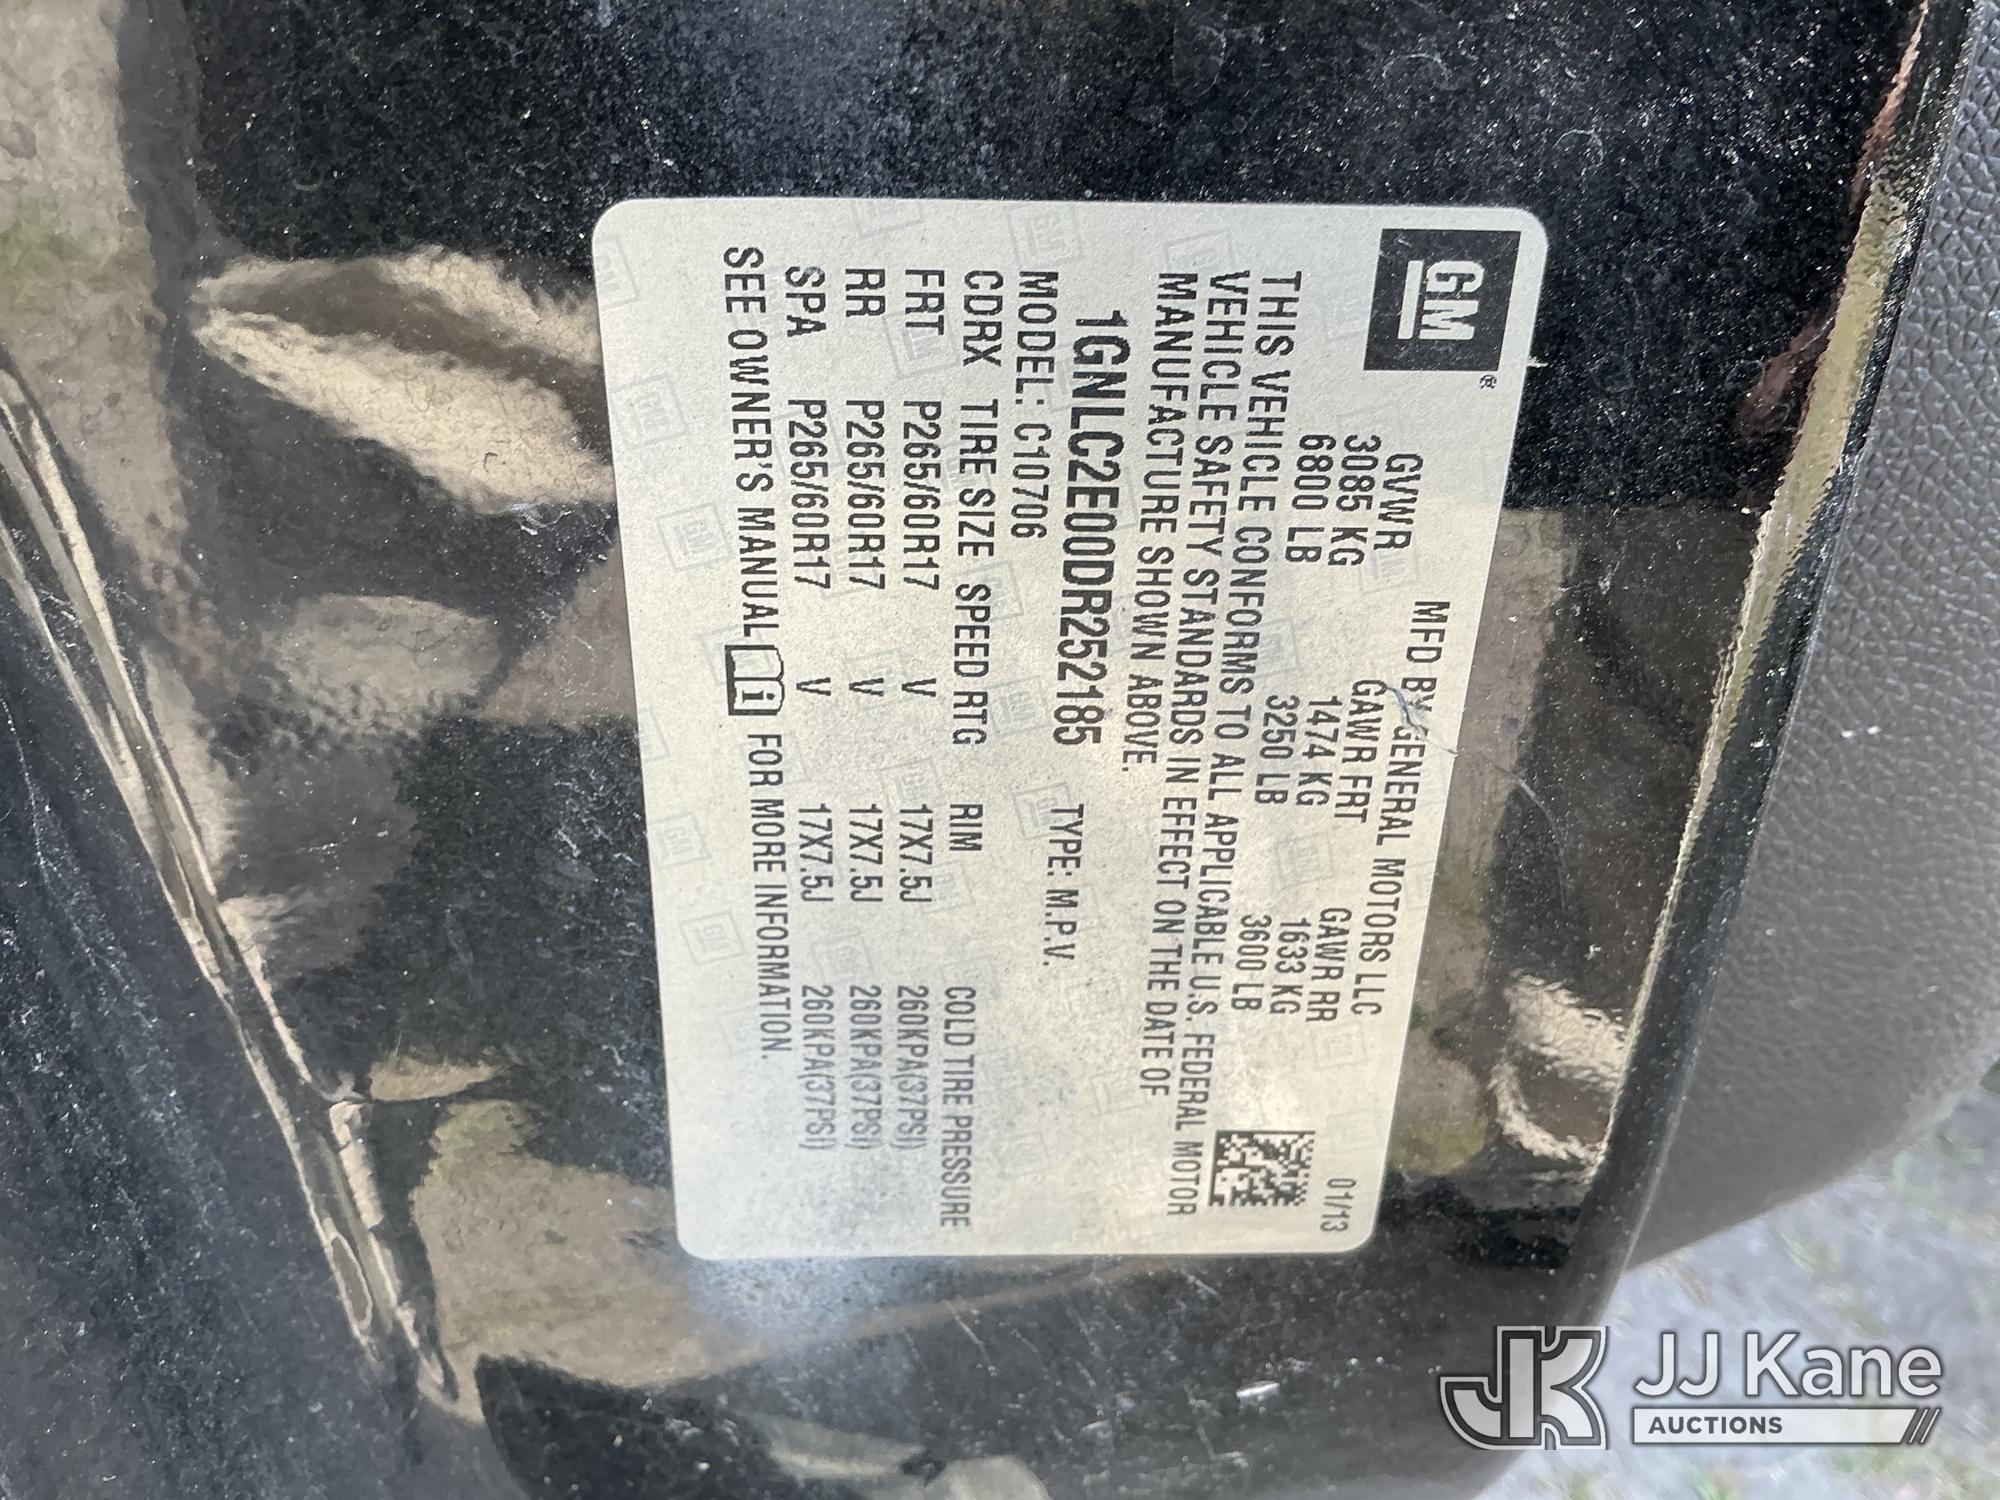 GM
®
MFD BY GENERAL MOTORS LLC
01/13
GVWR GAWR FRT GAWR RR
3085 KG 1474 KG 1633 KG
6800 LB 3250 LB 3600 LB
THIS VEHICLE CONFORMS TO ALL APPLICABLE U.S. FEDERAL MOTOR
VEHICLE SAFETY STANDARDS IN EFFECT ON THE DATE OF
MANUFACTURE SHOWN ABOVE.
1GNLC2E00DR252185 TYPE: M.P.V.
MODEL: C10706
CDRX TIRE SIZE SPEED RTG RIM COLD TIRE PRESSURE
FRT P265/60R17 V 17X7.5J 260KPA(37PSI)
RR P265/60R17 V 17X7.5J 260KPA(37PSI)
SPA P265/60R17 V 17X7.5J 260KPA(37PSI)
SEE OWNER'S MANUAL i FOR MORE INFORMATION.
JK JJ Kane
AUCTIONS